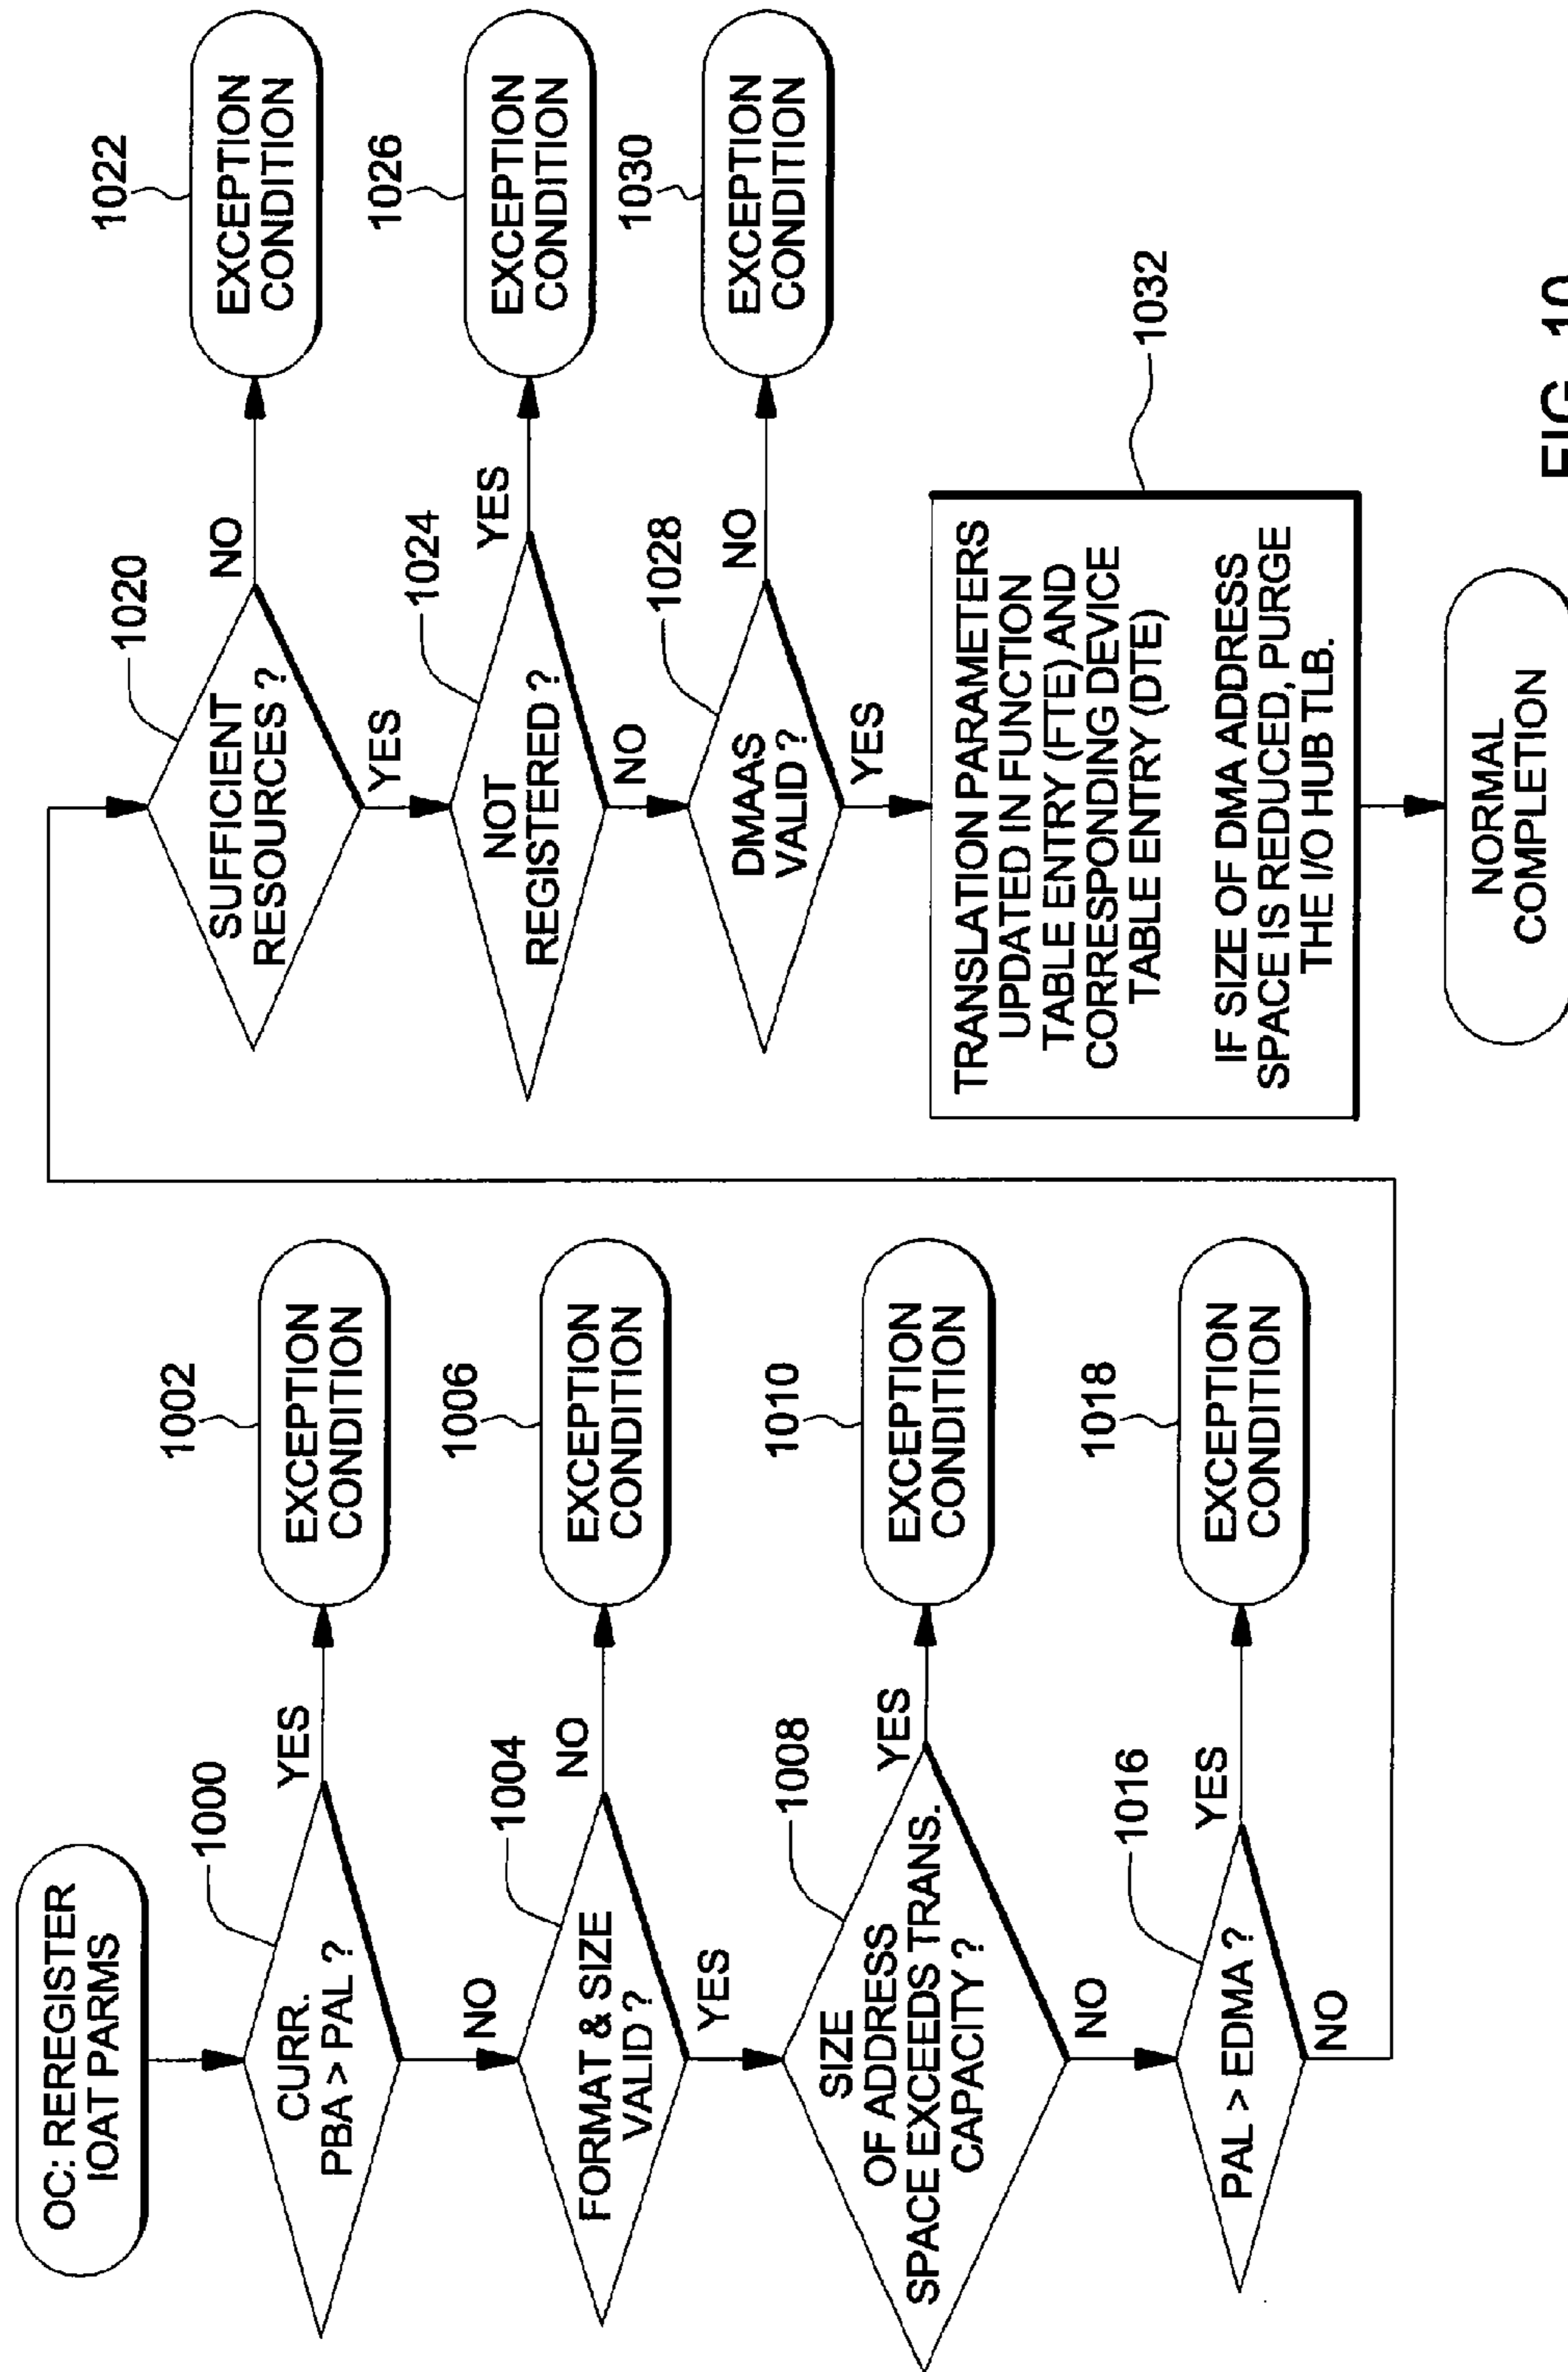 OC: REREGISTER
IOAT PARMS
1000
CURR.
PBA > PAL ?
YES
1002
EXCEPTION
CONDITION
NO
1004
FORMAT & SIZE
VALID ?
NO
1006
EXCEPTION
CONDITION
YES
1008
SIZE
OF ADDRESS
SPACE EXCEEDS TRANS.
CAPACITY ?
YES
1010
EXCEPTION
CONDITION
NO
1016
PAL > EDMA ?
YES
1018
EXCEPTION
CONDITION
NO
1020
SUFFICIENT
RESOURCES ?
NO
1022
EXCEPTION
CONDITION
YES
1024
NOT
REGISTERED ?
YES
1026
EXCEPTION
CONDITION
NO
1028
DMAAS
VALID ?
NO
1030
EXCEPTION
CONDITION
YES
1032
TRANSLATION PARAMETERS
UPDATED IN FUNCTION
TABLE ENTRY (FTE) AND
CORRESPONDING DEVICE
TABLE ENTRY (DTE)
IF SIZE OF DMA ADDRESS
SPACE IS REDUCED, PURGE
THE I/O HUB TLB.
NORMAL
COMPLETION
FIG. 10